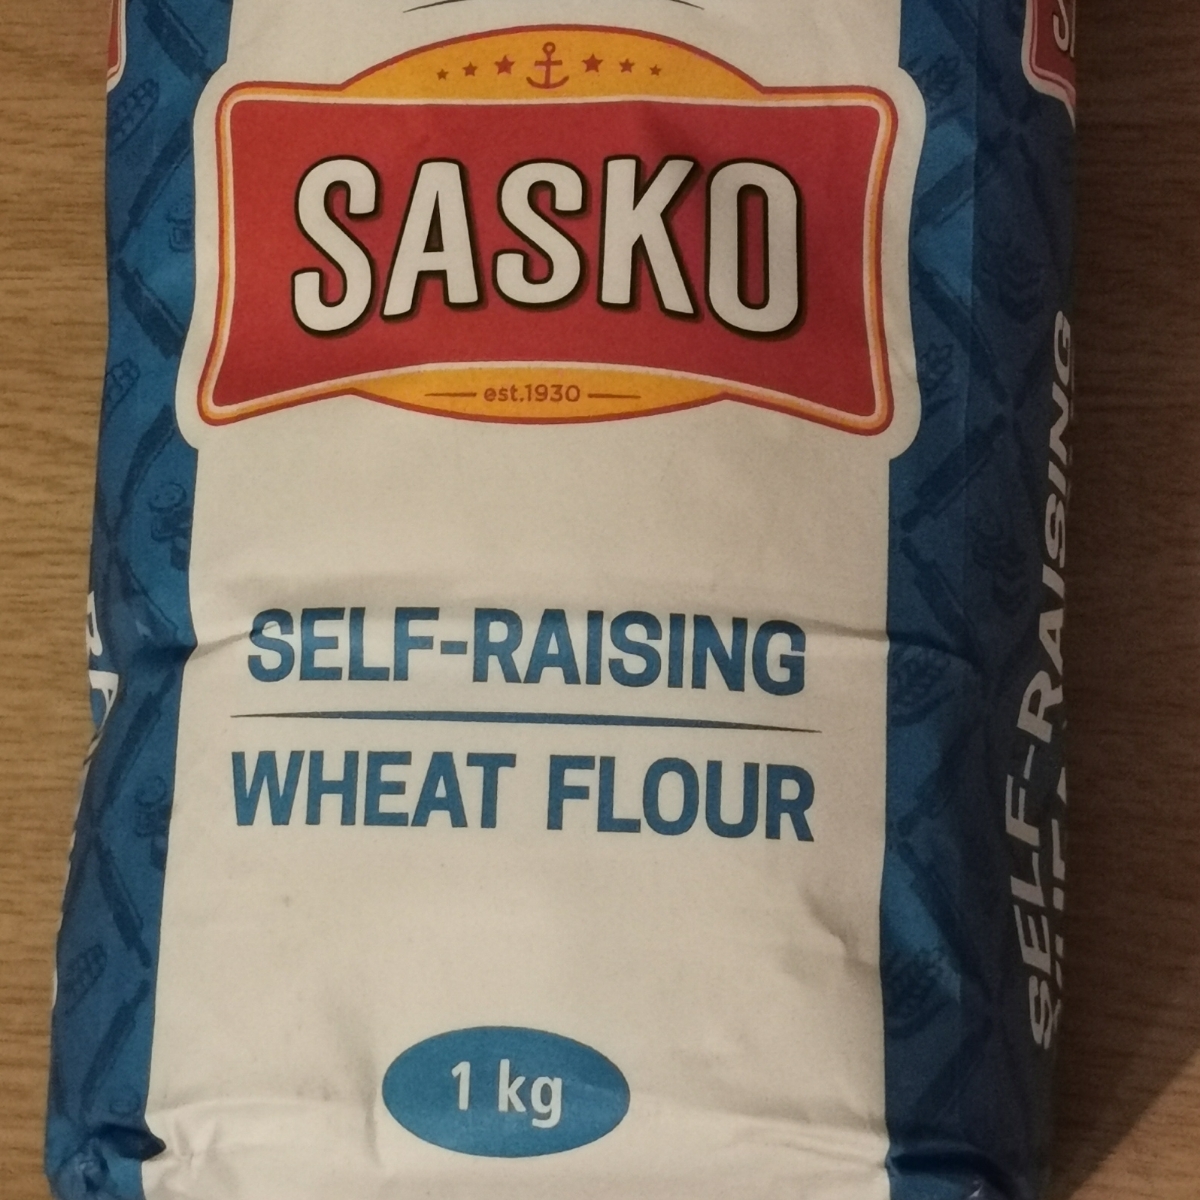 SASKO
est.1930
SELF-RAISING
WHEAT FLOUR
1 kg
SELF-RAISING